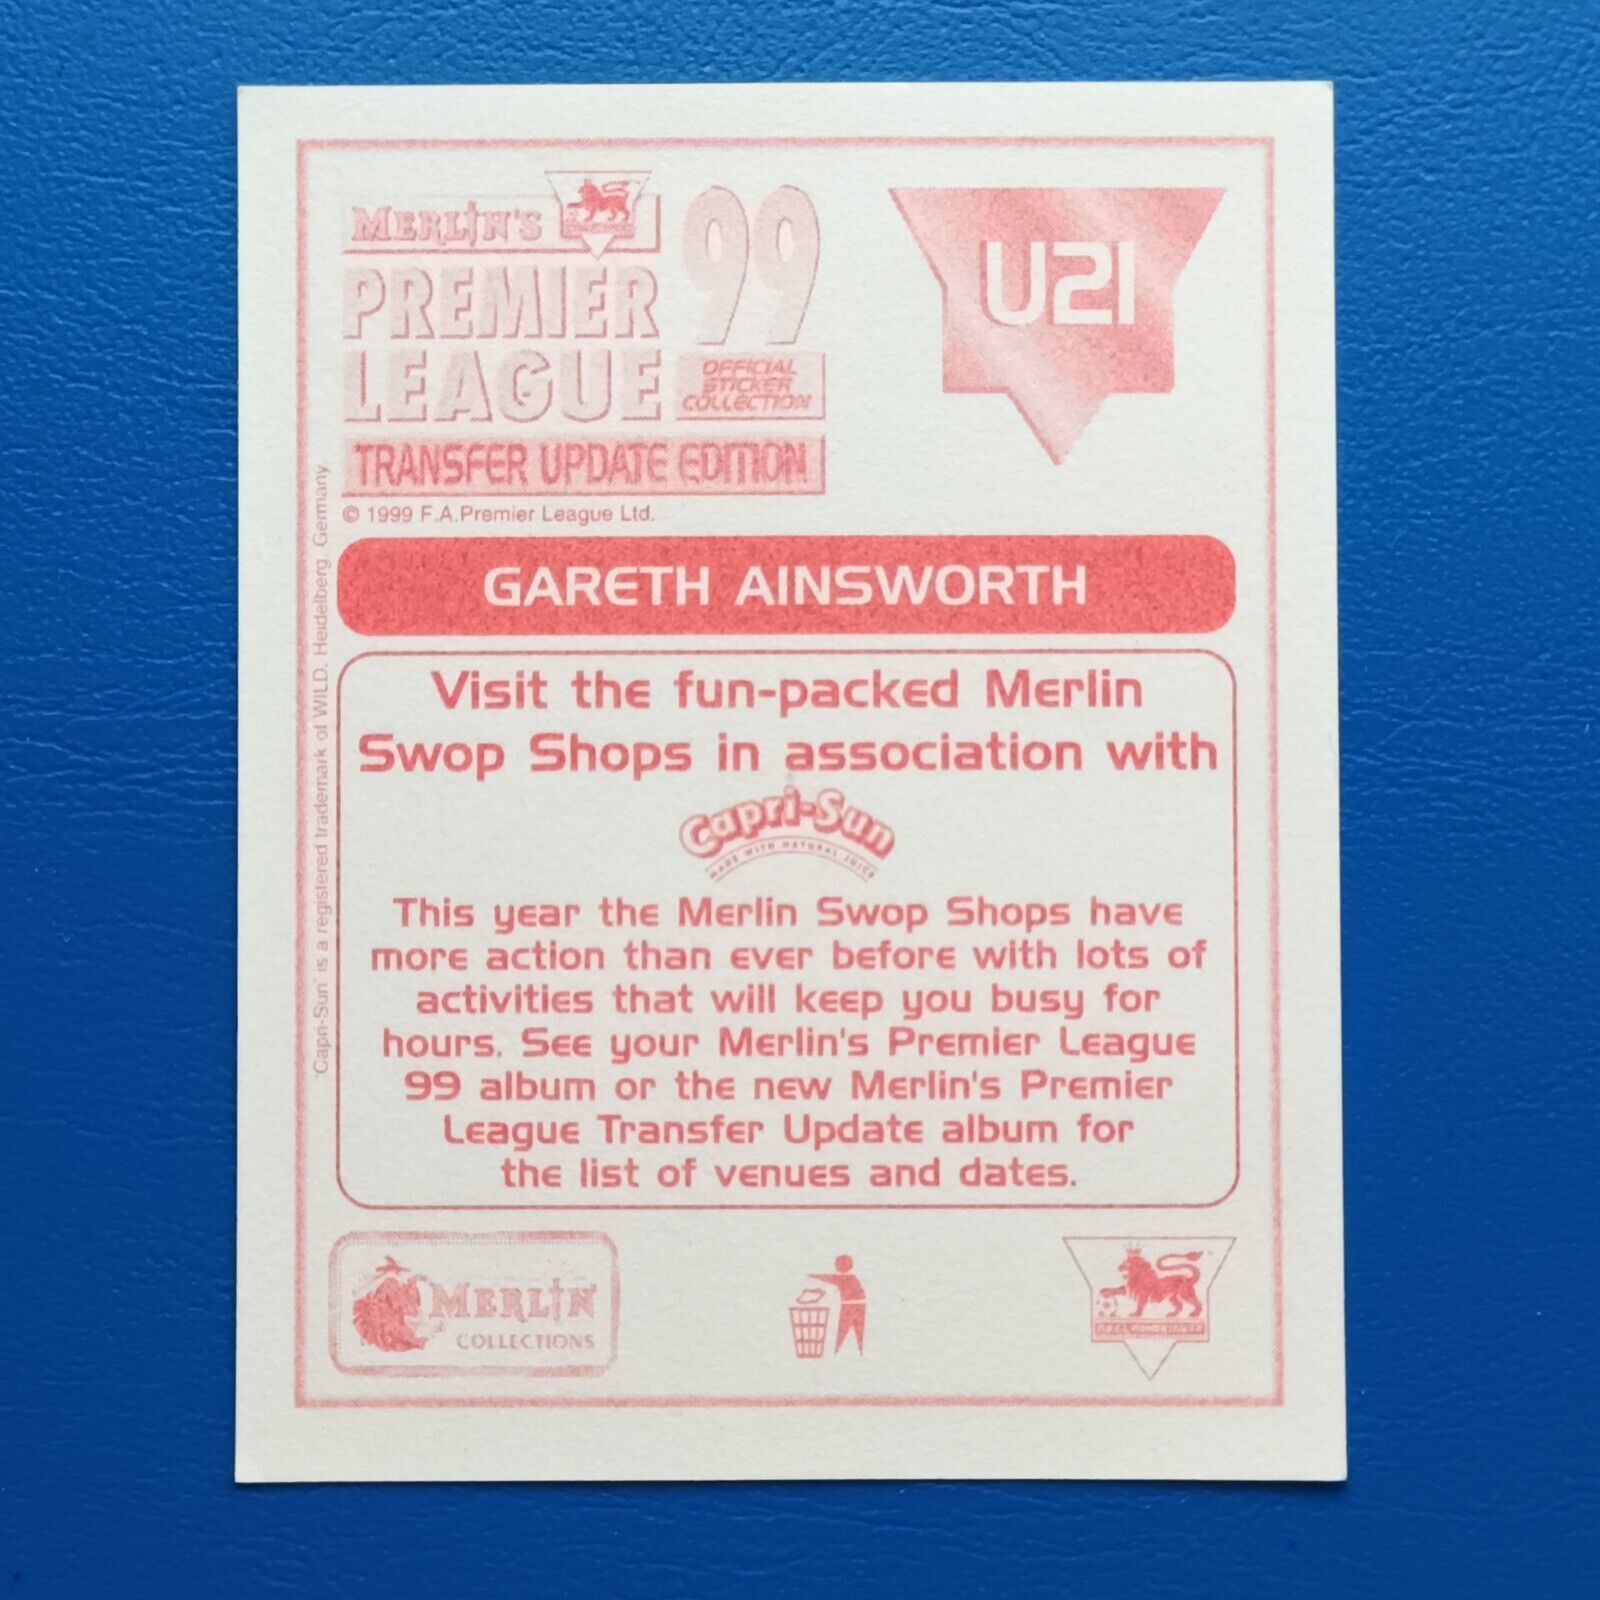 MERLIN'S
PREMIER
LEAGUE
99
OFFICIAL
STICKER
COLLECTION
TRANSFER UPDATE EDITION
© 1999 F.A.Premier League Ltd.
U21
GARETH AINSWORTH
Visit the fun-packed Merlin
Swop Shops in association with
Capri-Sun
MADE WITH NATURAL JUICE
This year the Merlin Swop Shops have
more action than ever before with lots of
activities that will keep you busy for
hours. See your Merlin's Premier League
99 album or the new Merlin's Premier
League Transfer Update album for
the list of venues and dates.
'Capri-Sun' is a registered trademark of WILD. Heidelberg. Germany.
MERLIN
COLLECTIONS